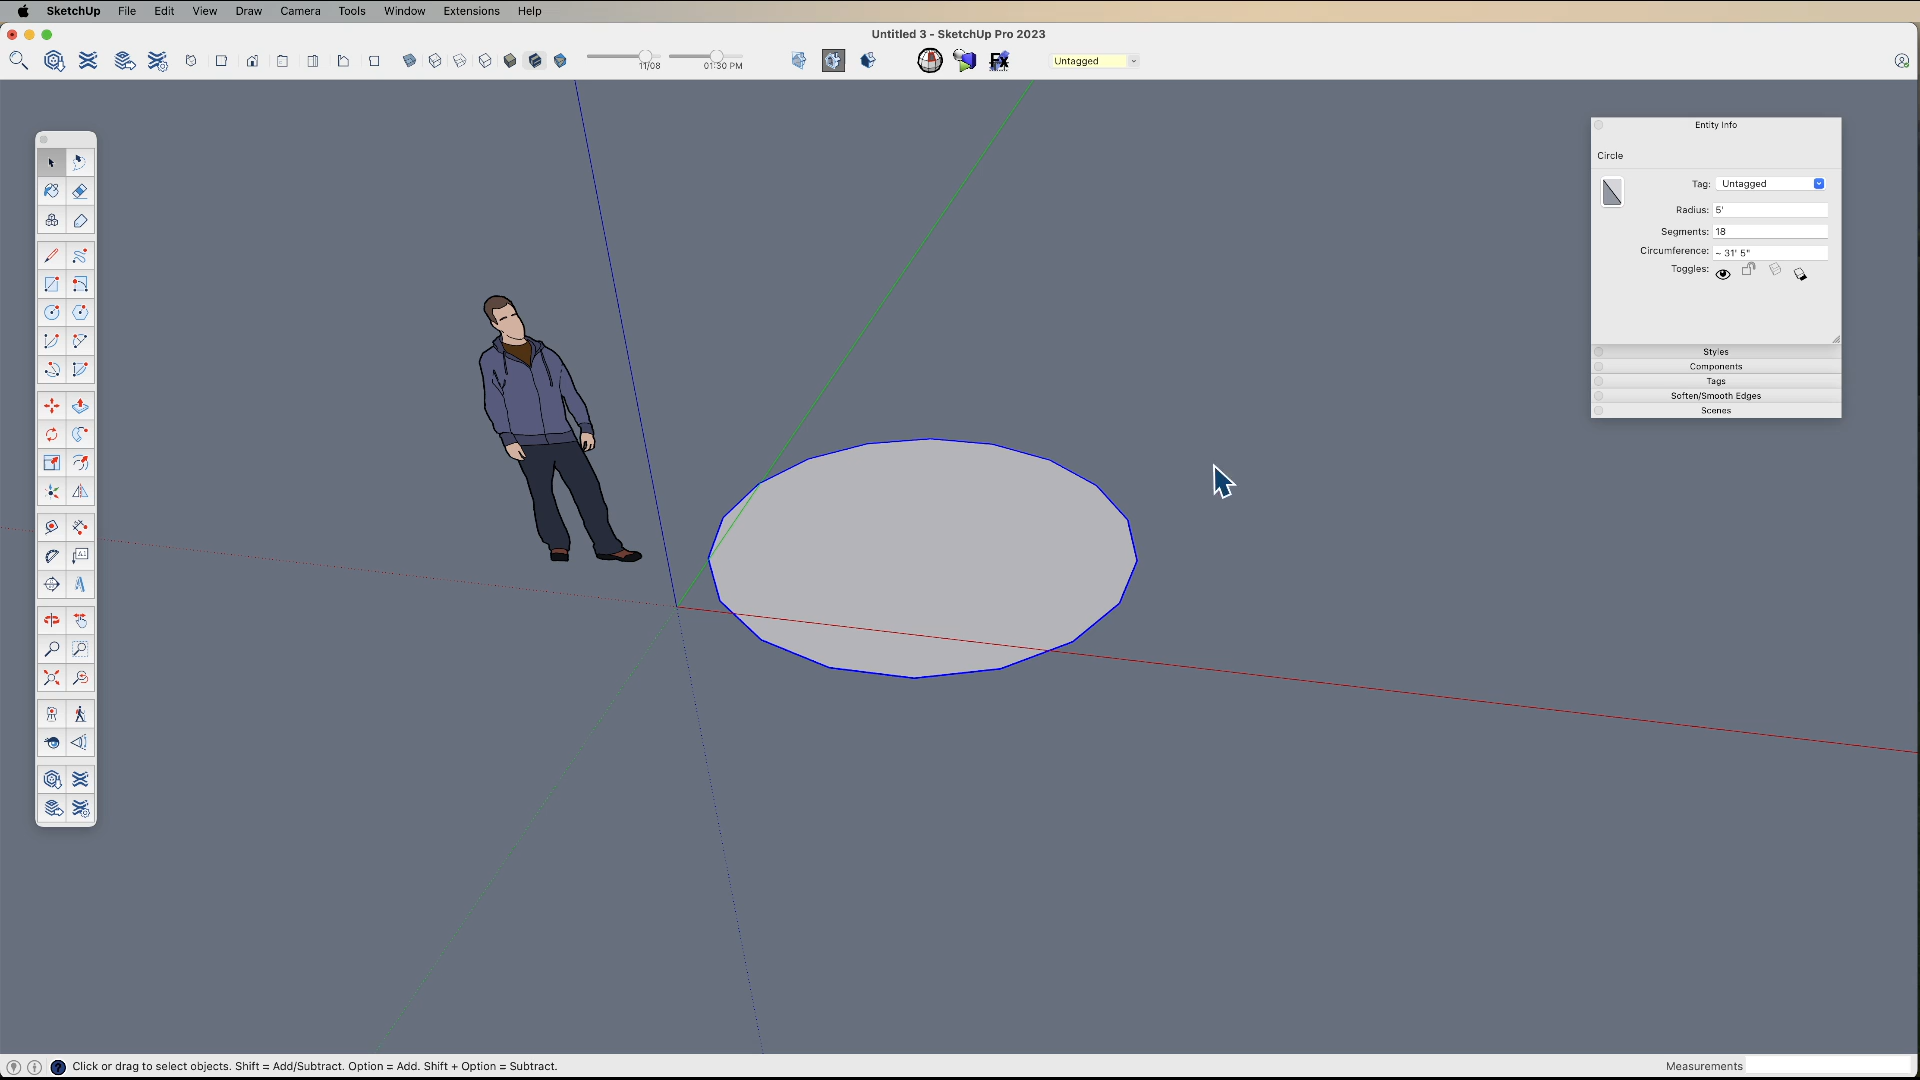 SketchUp File Edit View Draw Camera Tools Window Extensions Help
Untitled 3 - SketchUp Pro 2023
11/08 01:30 PM Untagged
Entity Info
Circle
Tag: Untagged
Radius: 5'
Segments: 18
Circumference: ~ 31' 5"
Toggles:
Styles
Components
Tags
Soften/Smooth Edges
Scenes
Click or drag to select objects. Shift = Add/Subtract. Option = Add. Shift + Option = Subtract.
Measurements